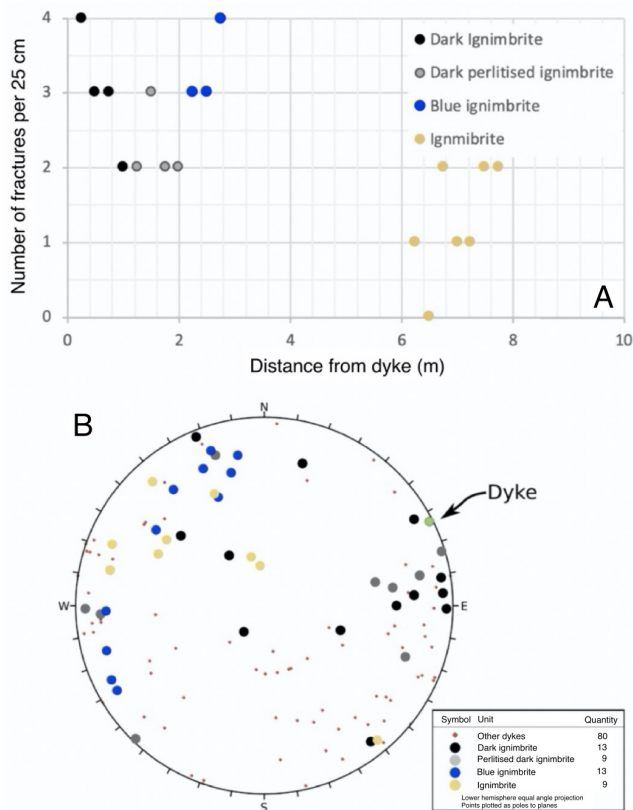 4
3
2
1
0
Number of fractures per 25 cm
Dark Ignimbrite
Dark perlitised ignimbrite
Blue ignimbrite
Ignmibrite
A
0 2 4 6 8 10
Distance from dyke (m)
B
N
Dyke
W
E
S
Symbol Unit Quantity
Other dykes 80
Dark ignimbrite 13
Perlitised dark ignimbrite 9
Blue ignimbrite 13
Ignimbrite 9
Lower hemisphere equal angle projection
Points plotted as poles to planes